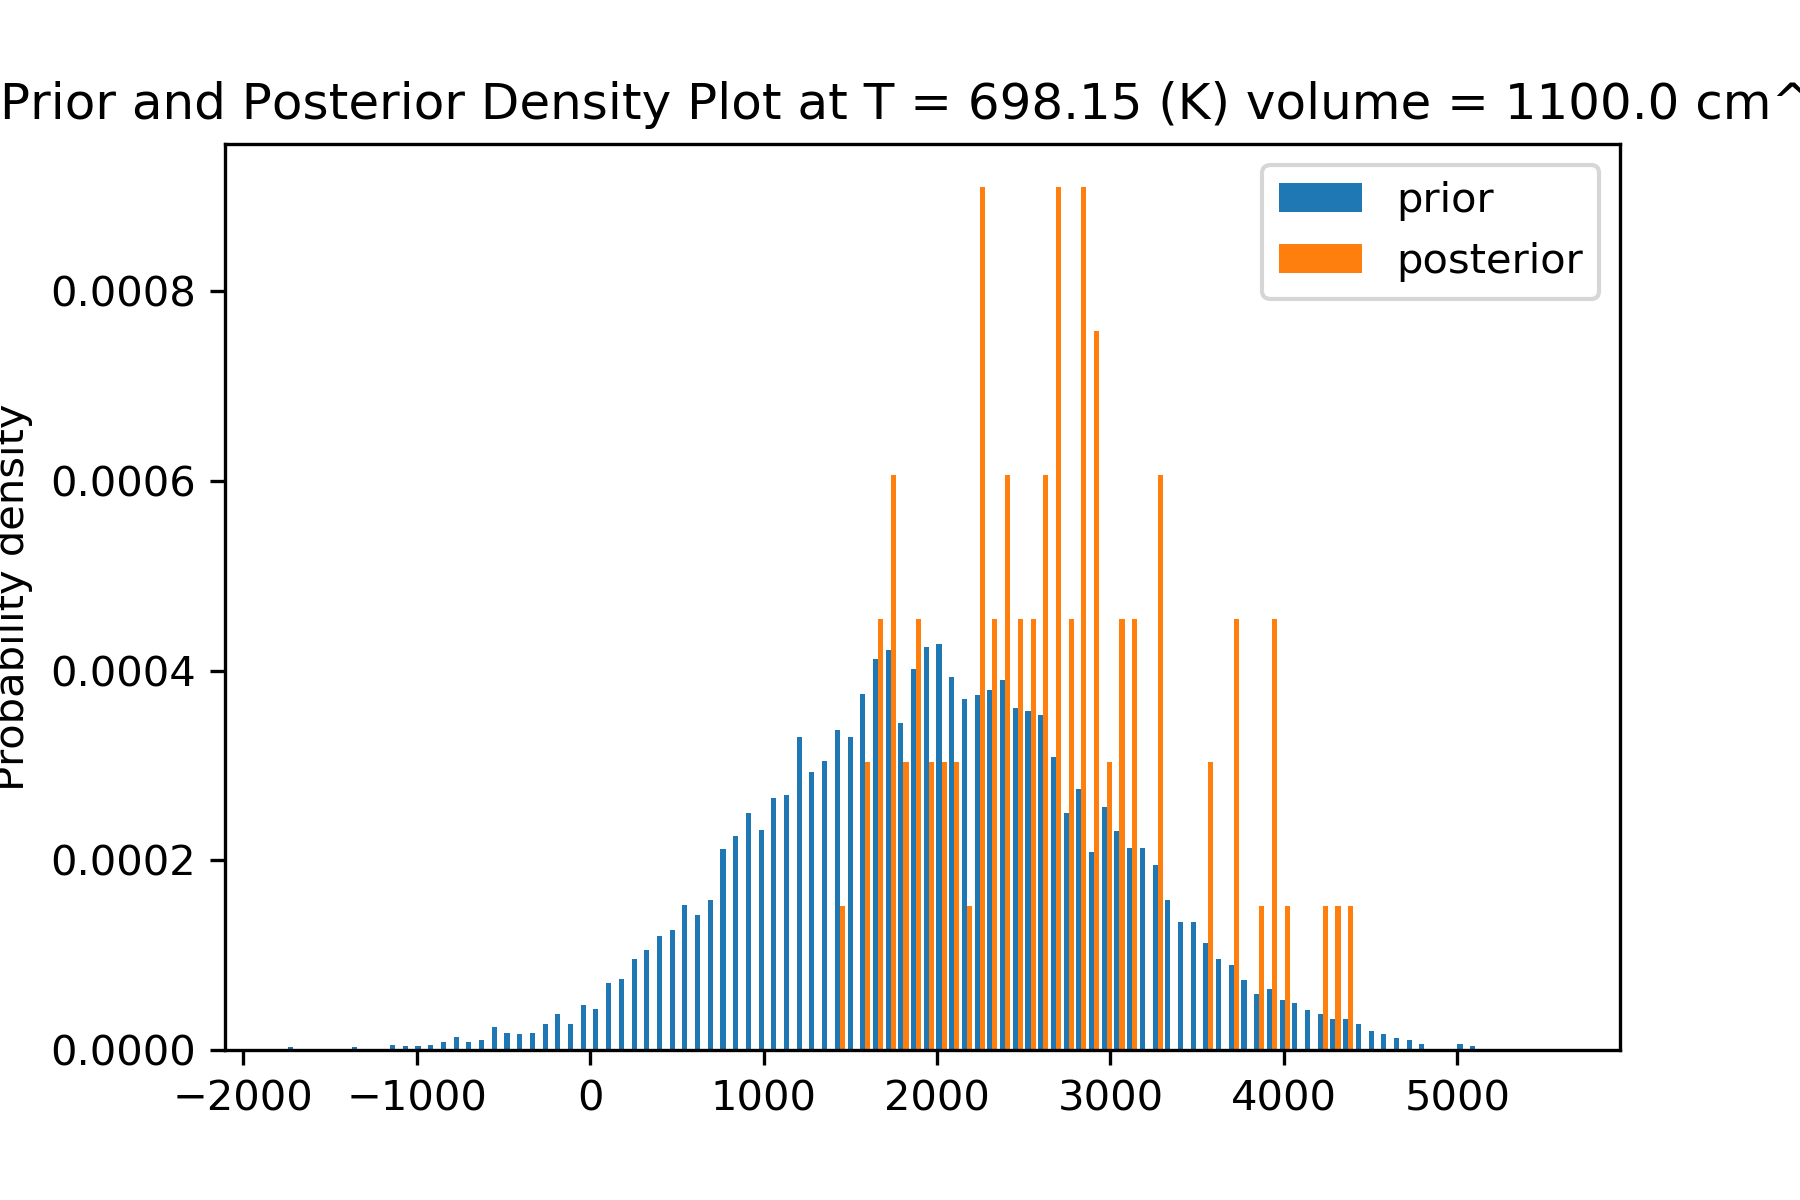 Prior and Posterior Density Plot at T = 698.15 (K) volume = 1100.0 cm^
prior
posterior
Probability density
0.0008
0.0006
0.0004
0.0002
0.0000
−2000 −1000 0 1000 2000 3000 4000 5000